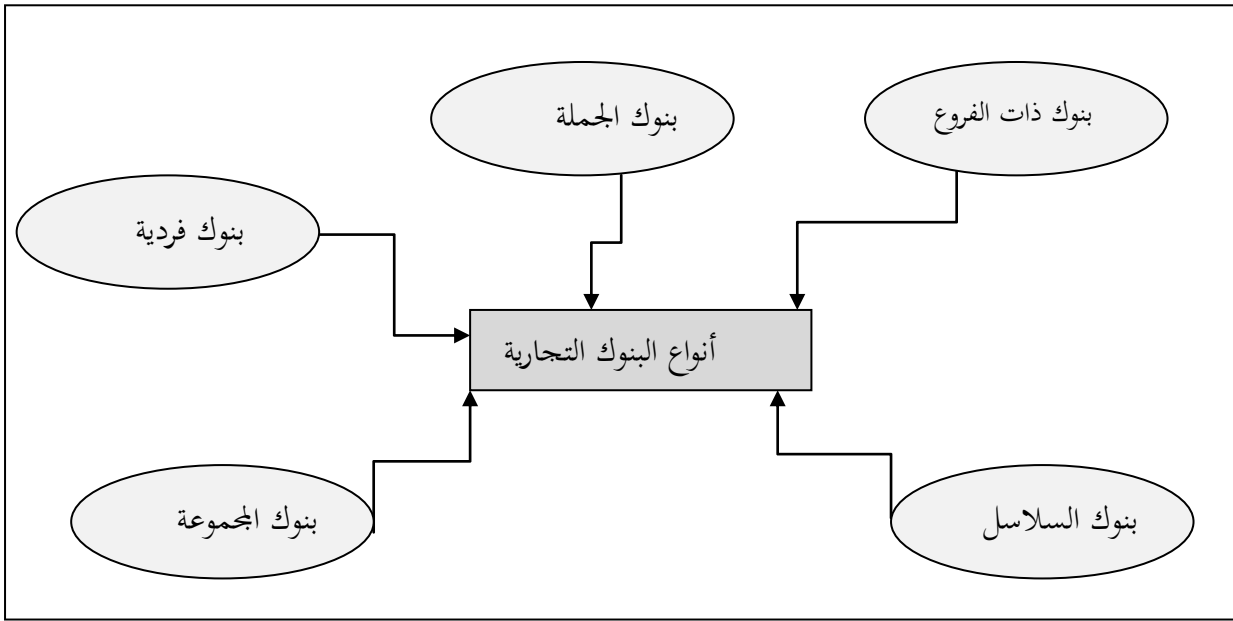 بنوك ذات الفروع
بنوك الجملة
بنوك فردية
أنواع البنوك التجارية
بنوك السلاسل
بنوك المجموعة